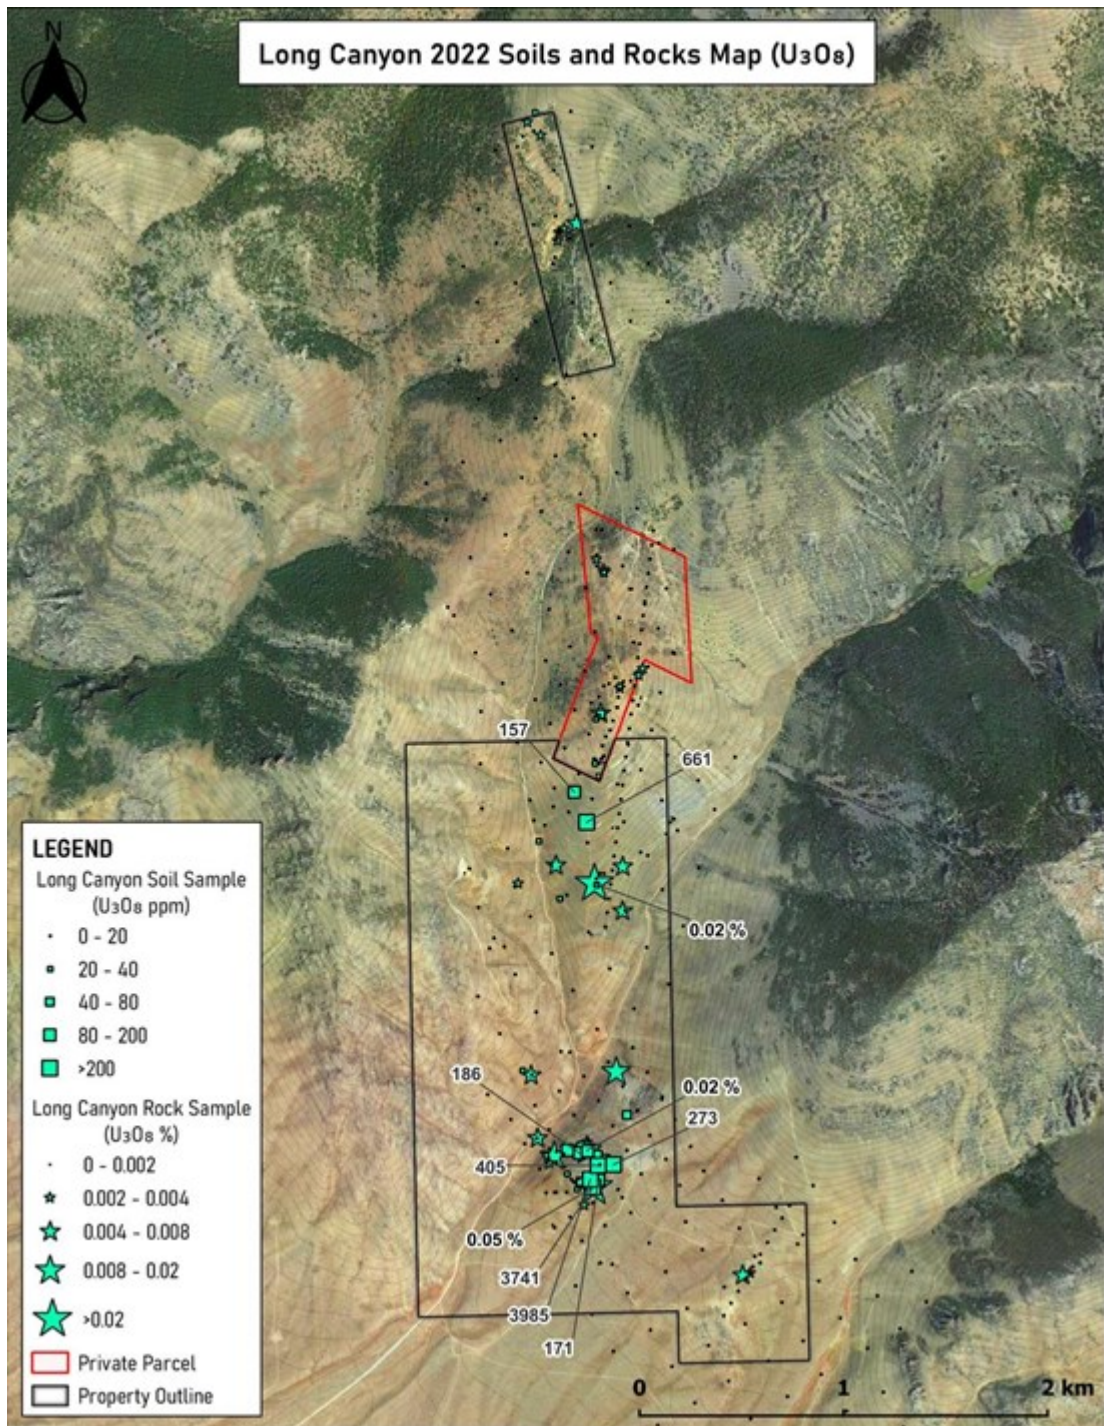 N
Long Canyon 2022 Soils and Rocks Map (U₃O₈)
157
661
0.02 %
186
0.02 %
273
405
0.05 %
3741
3985
171
LEGEND
Long Canyon Soil Sample
(U₃O₈ ppm)
0 - 20
20 - 40
40 - 80
80 - 200
>200
Long Canyon Rock Sample
(U₃O₈ %)
0 - 0.002
0.002 - 0.004
0.004 - 0.008
0.008 - 0.02
>0.02
Private Parcel
Property Outline
0 1 2 km